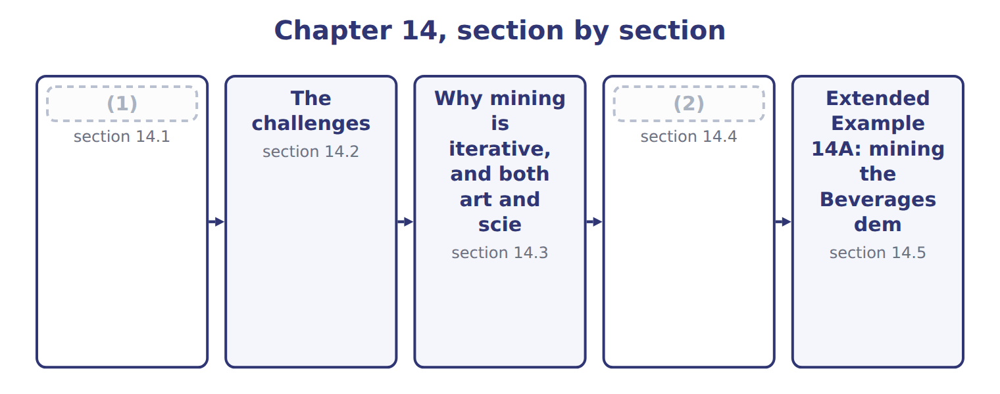 Chapter 14, section by section
(1)
section 14.1
The
challenges
section 14.2
Why mining
is
iterative,
and both
art and
scie
section 14.3
(2)
section 14.4
Extended
Example
14A: mining
the
Beverages
dem
section 14.5